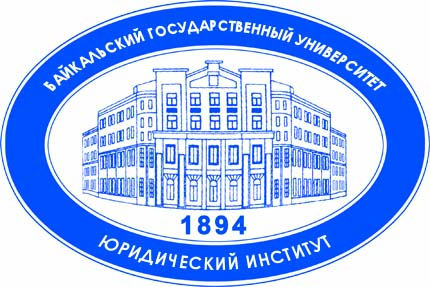 БАЙКАЛЬСКИЙ ГОСУДАРСТВЕННЫЙ УНИВЕРСИТЕТ
1894
ЮРИДИЧЕСКИЙ ИНСТИТУТ